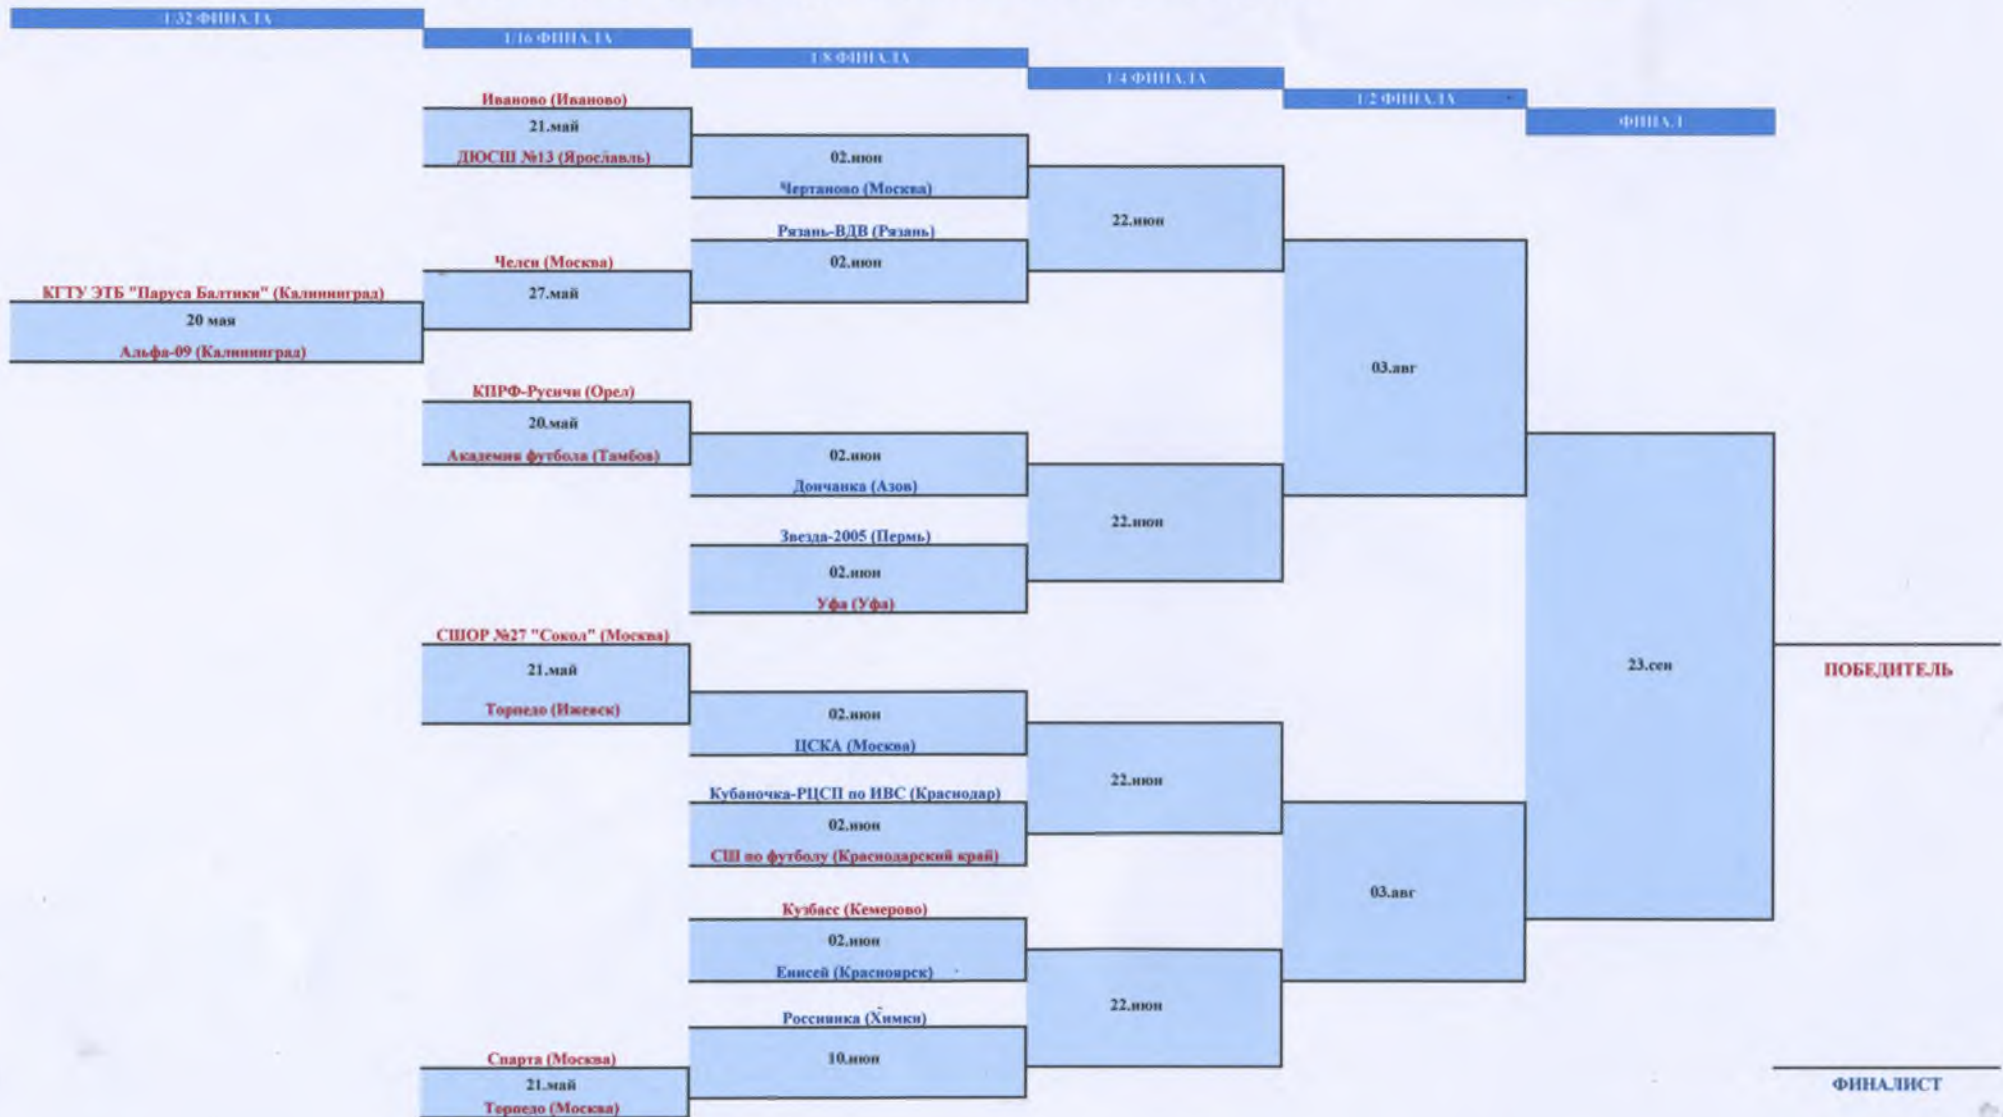 1/32 ФИНАЛА
1/16 ФИНАЛА
1/8 ФИНАЛА
1/4 ФИНАЛА
1/2 ФИНАЛА
ФИНАЛ
Иваново (Иваново)
21.май
ДЮСШ №13 (Ярославль)
02.июн
Чертаново (Москва)
22.июн
Рязань-ВДВ (Рязань)
02.июн
Челси (Москва)
27.май
КГТУ ЭТБ "Паруса Балтики" (Калининград)
20 мая
Альфа-09 (Калининград)
03.авг
КПРФ-Русичи (Орел)
20.май
Академия футбола (Тамбов)
02.июн
Дончанка (Азов)
22.июн
Звезда-2005 (Пермь)
02.июн
Уфа (Уфа)
СШОР №27 "Сокол" (Москва)
21.май
Торпедо (Ижевск)
23.сен
ПОБЕДИТЕЛЬ
02.июн
ЦСКА (Москва)
22.июн
Кубаночка-РЦСП по ИВС (Краснодар)
02.июн
СШ по футболу (Краснодарский край)
03.авг
Кузбасс (Кемерово)
02.июн
Енисей (Красноярск)
22.июн
Россиянка (Химки)
10.июн
Спарта (Москва)
21.май
Торпедо (Москва)
ФИНАЛИСТ